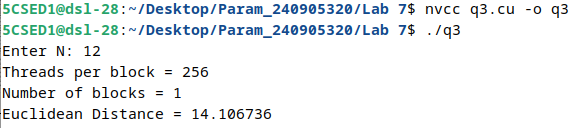 5CSED1@dsl-28:~/Desktop/Param_240905320/Lab 7$ nvcc q3.cu -o q3
5CSED1@dsl-28:~/Desktop/Param_240905320/Lab 7$ ./q3
Enter N: 12
Threads per block = 256
Number of blocks = 1
Euclidean Distance = 14.106736